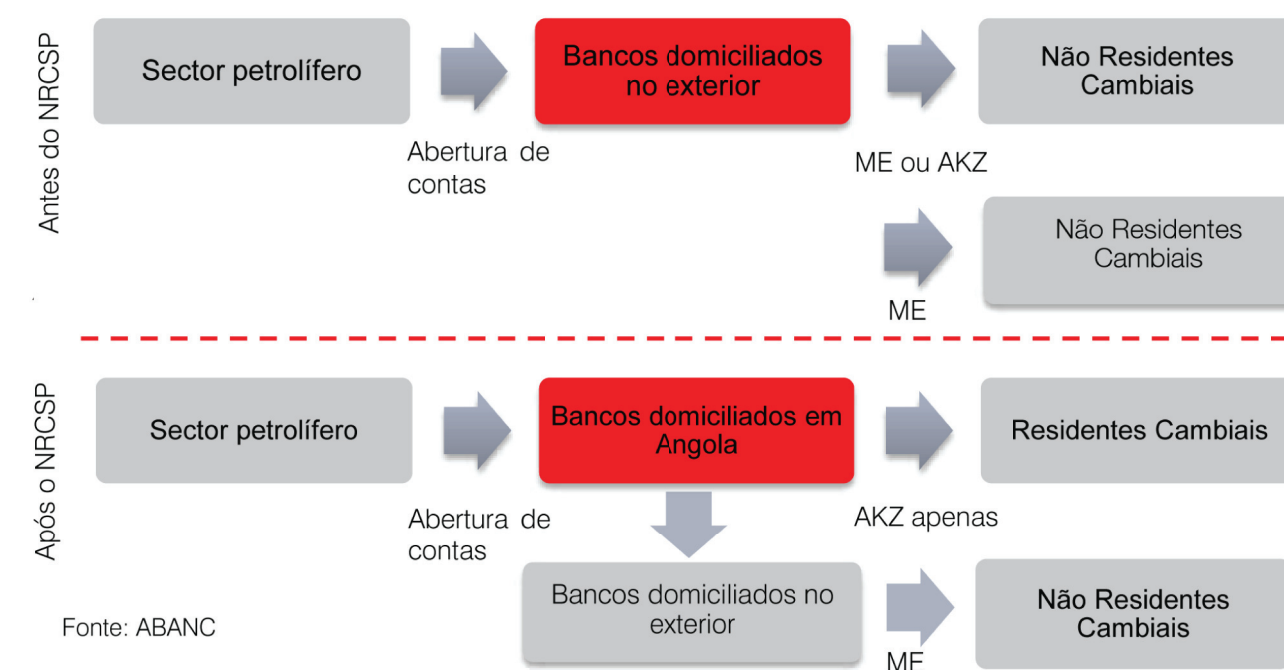 Antes do NRCSP
Sector petrolífero
Abertura de
contas
Bancos domiciliados
no exterior
ME ou AKZ
Não Residentes
Cambiais
ME
Não Residentes
Cambiais
Após o NRCSP
Sector petrolífero
Abertura de
contas
Bancos domiciliados em
Angola
AKZ apenas
Residentes Cambiais
Bancos domiciliados no
exterior
ME
Não Residentes
Cambiais
Fonte: ABANC